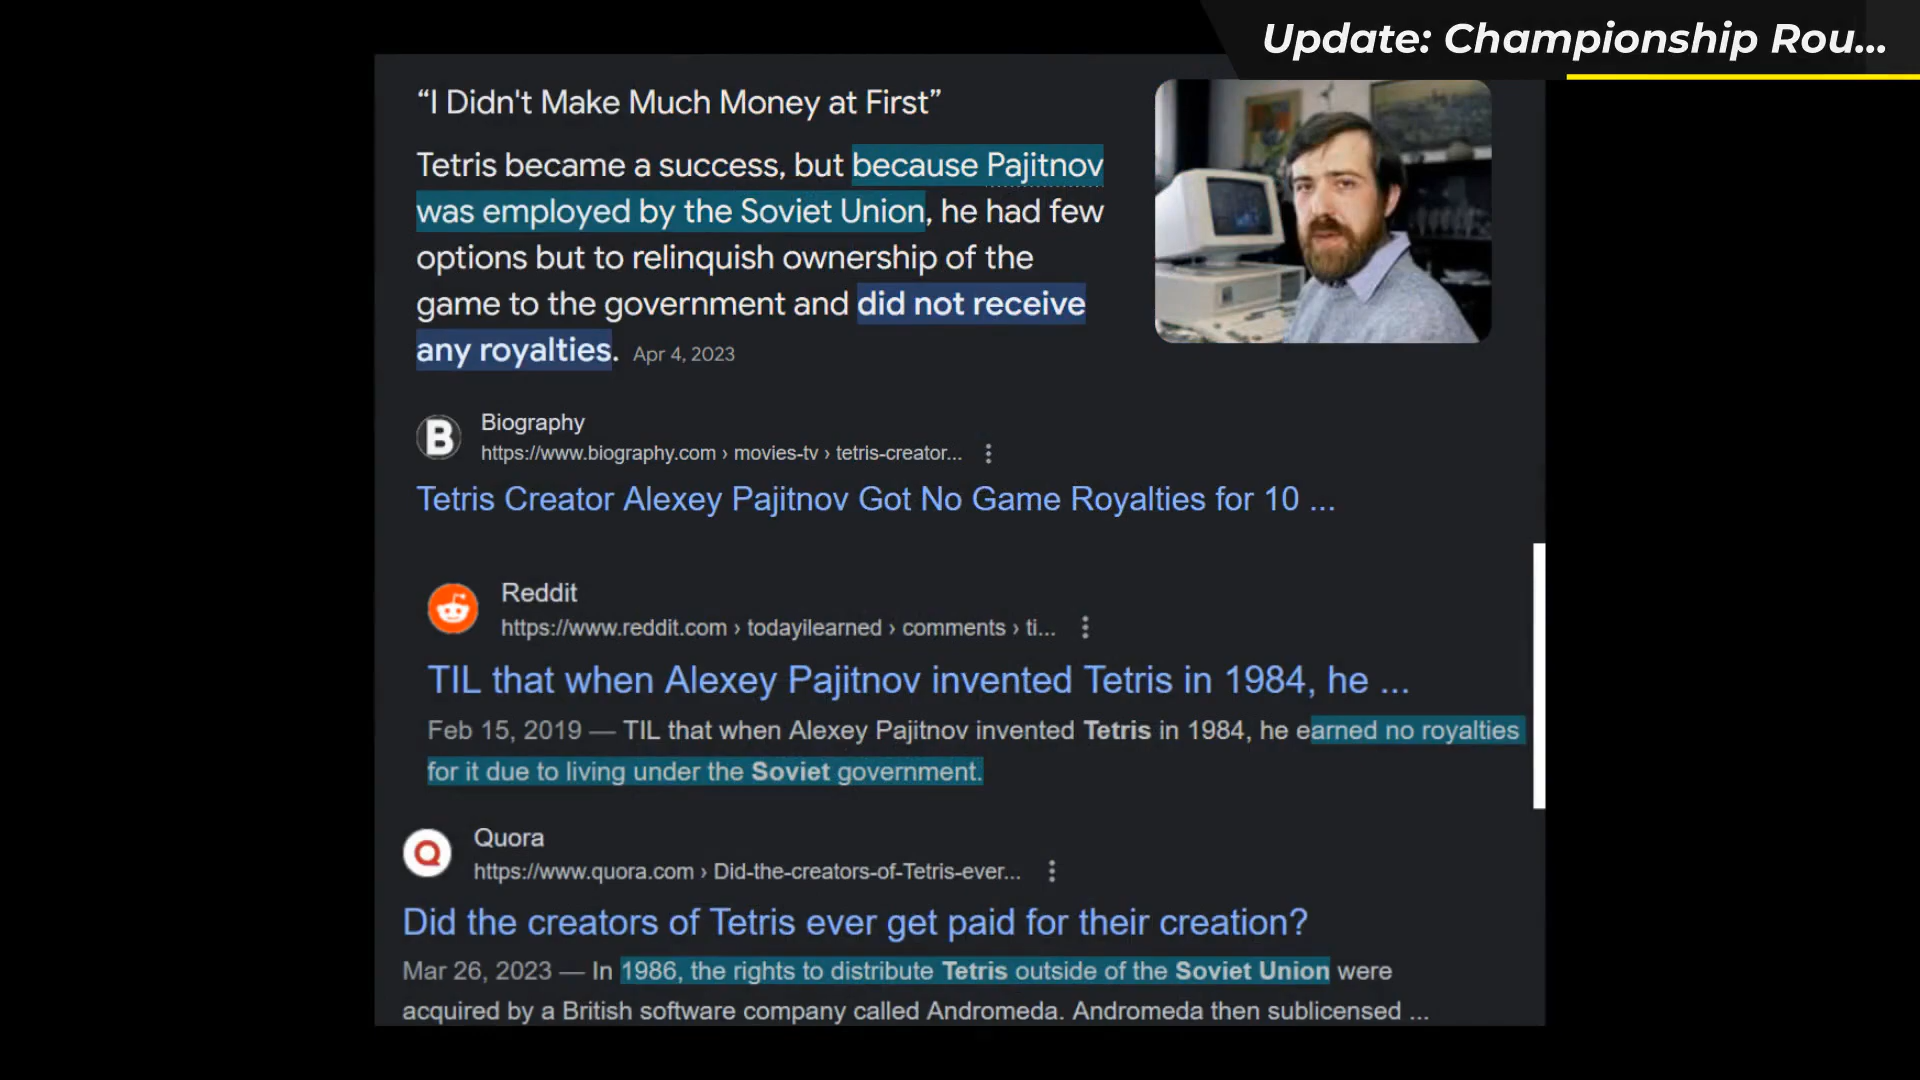 Update: Championship Rou...
“I Didn't Make Much Money at First”
Tetris became a success, but because Pajitnov
was employed by the Soviet Union, he had few
options but to relinquish ownership of the
game to the government and did not receive
any royalties. Apr 4, 2023
B
Biography
https://www.biography.com › movies-tv › tetris-creator...
Tetris Creator Alexey Pajitnov Got No Game Royalties for 10 ...
Reddit
https://www.reddit.com › todayilearned › comments › ti...
TIL that when Alexey Pajitnov invented Tetris in 1984, he ...
Feb 15, 2019 — TIL that when Alexey Pajitnov invented Tetris in 1984, he earned no royalties
for it due to living under the Soviet government.
Q
Quora
https://www.quora.com › Did-the-creators-of-Tetris-ever...
Did the creators of Tetris ever get paid for their creation?
Mar 26, 2023 — In 1986, the rights to distribute Tetris outside of the Soviet Union were
acquired by a British software company called Andromeda. Andromeda then sublicensed ...